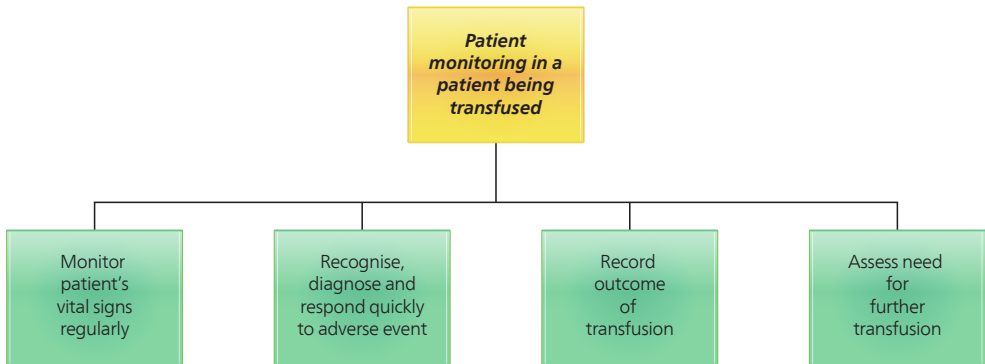 Patient
monitoring in a
patient being
transfused
Monitor
patient's
vital signs
regularly
Recognise,
diagnose and
respond quickly
to adverse event
Record
outcome
of
transfusion
Assess need
for
further
transfusion